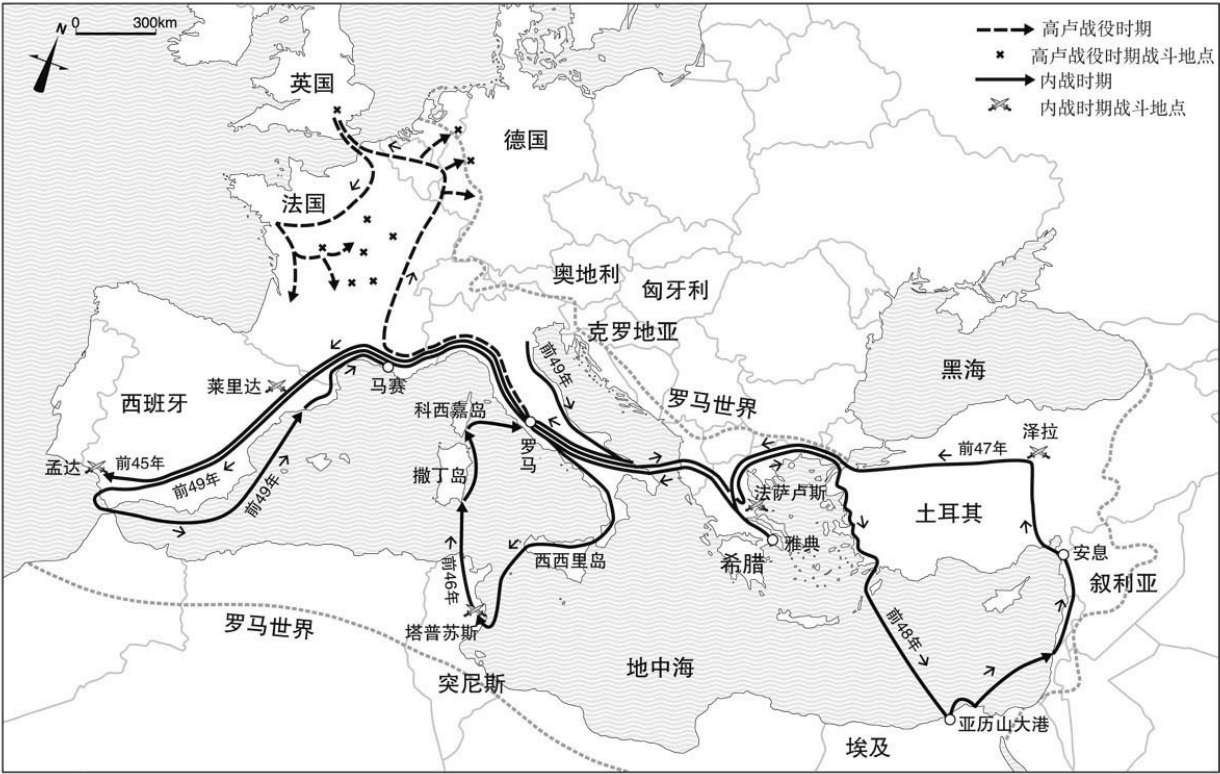 N
0 300km
高卢战役时期
高卢战役时期战斗地点
内战时期
内战时期战斗地点
英国
德国
法国
奥地利
匈牙利
克罗地亚
黑海
前49年
罗马世界
莱里达
马赛
西班牙
科西嘉岛
罗马
泽拉
前47年
孟达
前45年
前49年
前49年
撒丁岛
法萨卢斯
土耳其
雅典
希腊
安息
叙利亚
西西里岛
前46年
前48年
罗马世界
塔普苏斯
地中海
突尼斯
亚历山大港
埃及